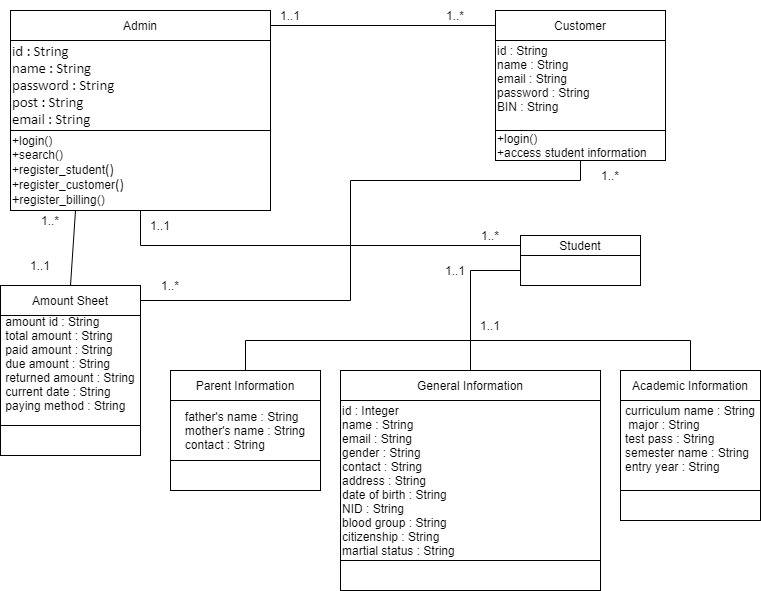 Admin
id : String
name : String
password : String
post : String
email : String
+login()
+search()
+register_student()
+register_customer()
+register_billing()
1..1
1..*
Customer
id : String
name : String
email : String
password : String
BIN : String
+login()
+access student information
1..*
1..*
1..1
1..*
Student
1..1
1..*
1..1
1..1
Amount Sheet
amount id : String
total amount : String
paid amount : String
due amount : String
returned amount : String
current date : String
paying method : String
Parent Information
father's name : String
mother's name : String
contact : String
General Information
id : Integer
name : String
email : String
gender : String
contact : String
address : String
date of birth : String
NID : String
blood group : String
citizenship : String
martial status : String
Academic Information
curriculum name : String
major : String
test pass : String
semester name : String
entry year : String